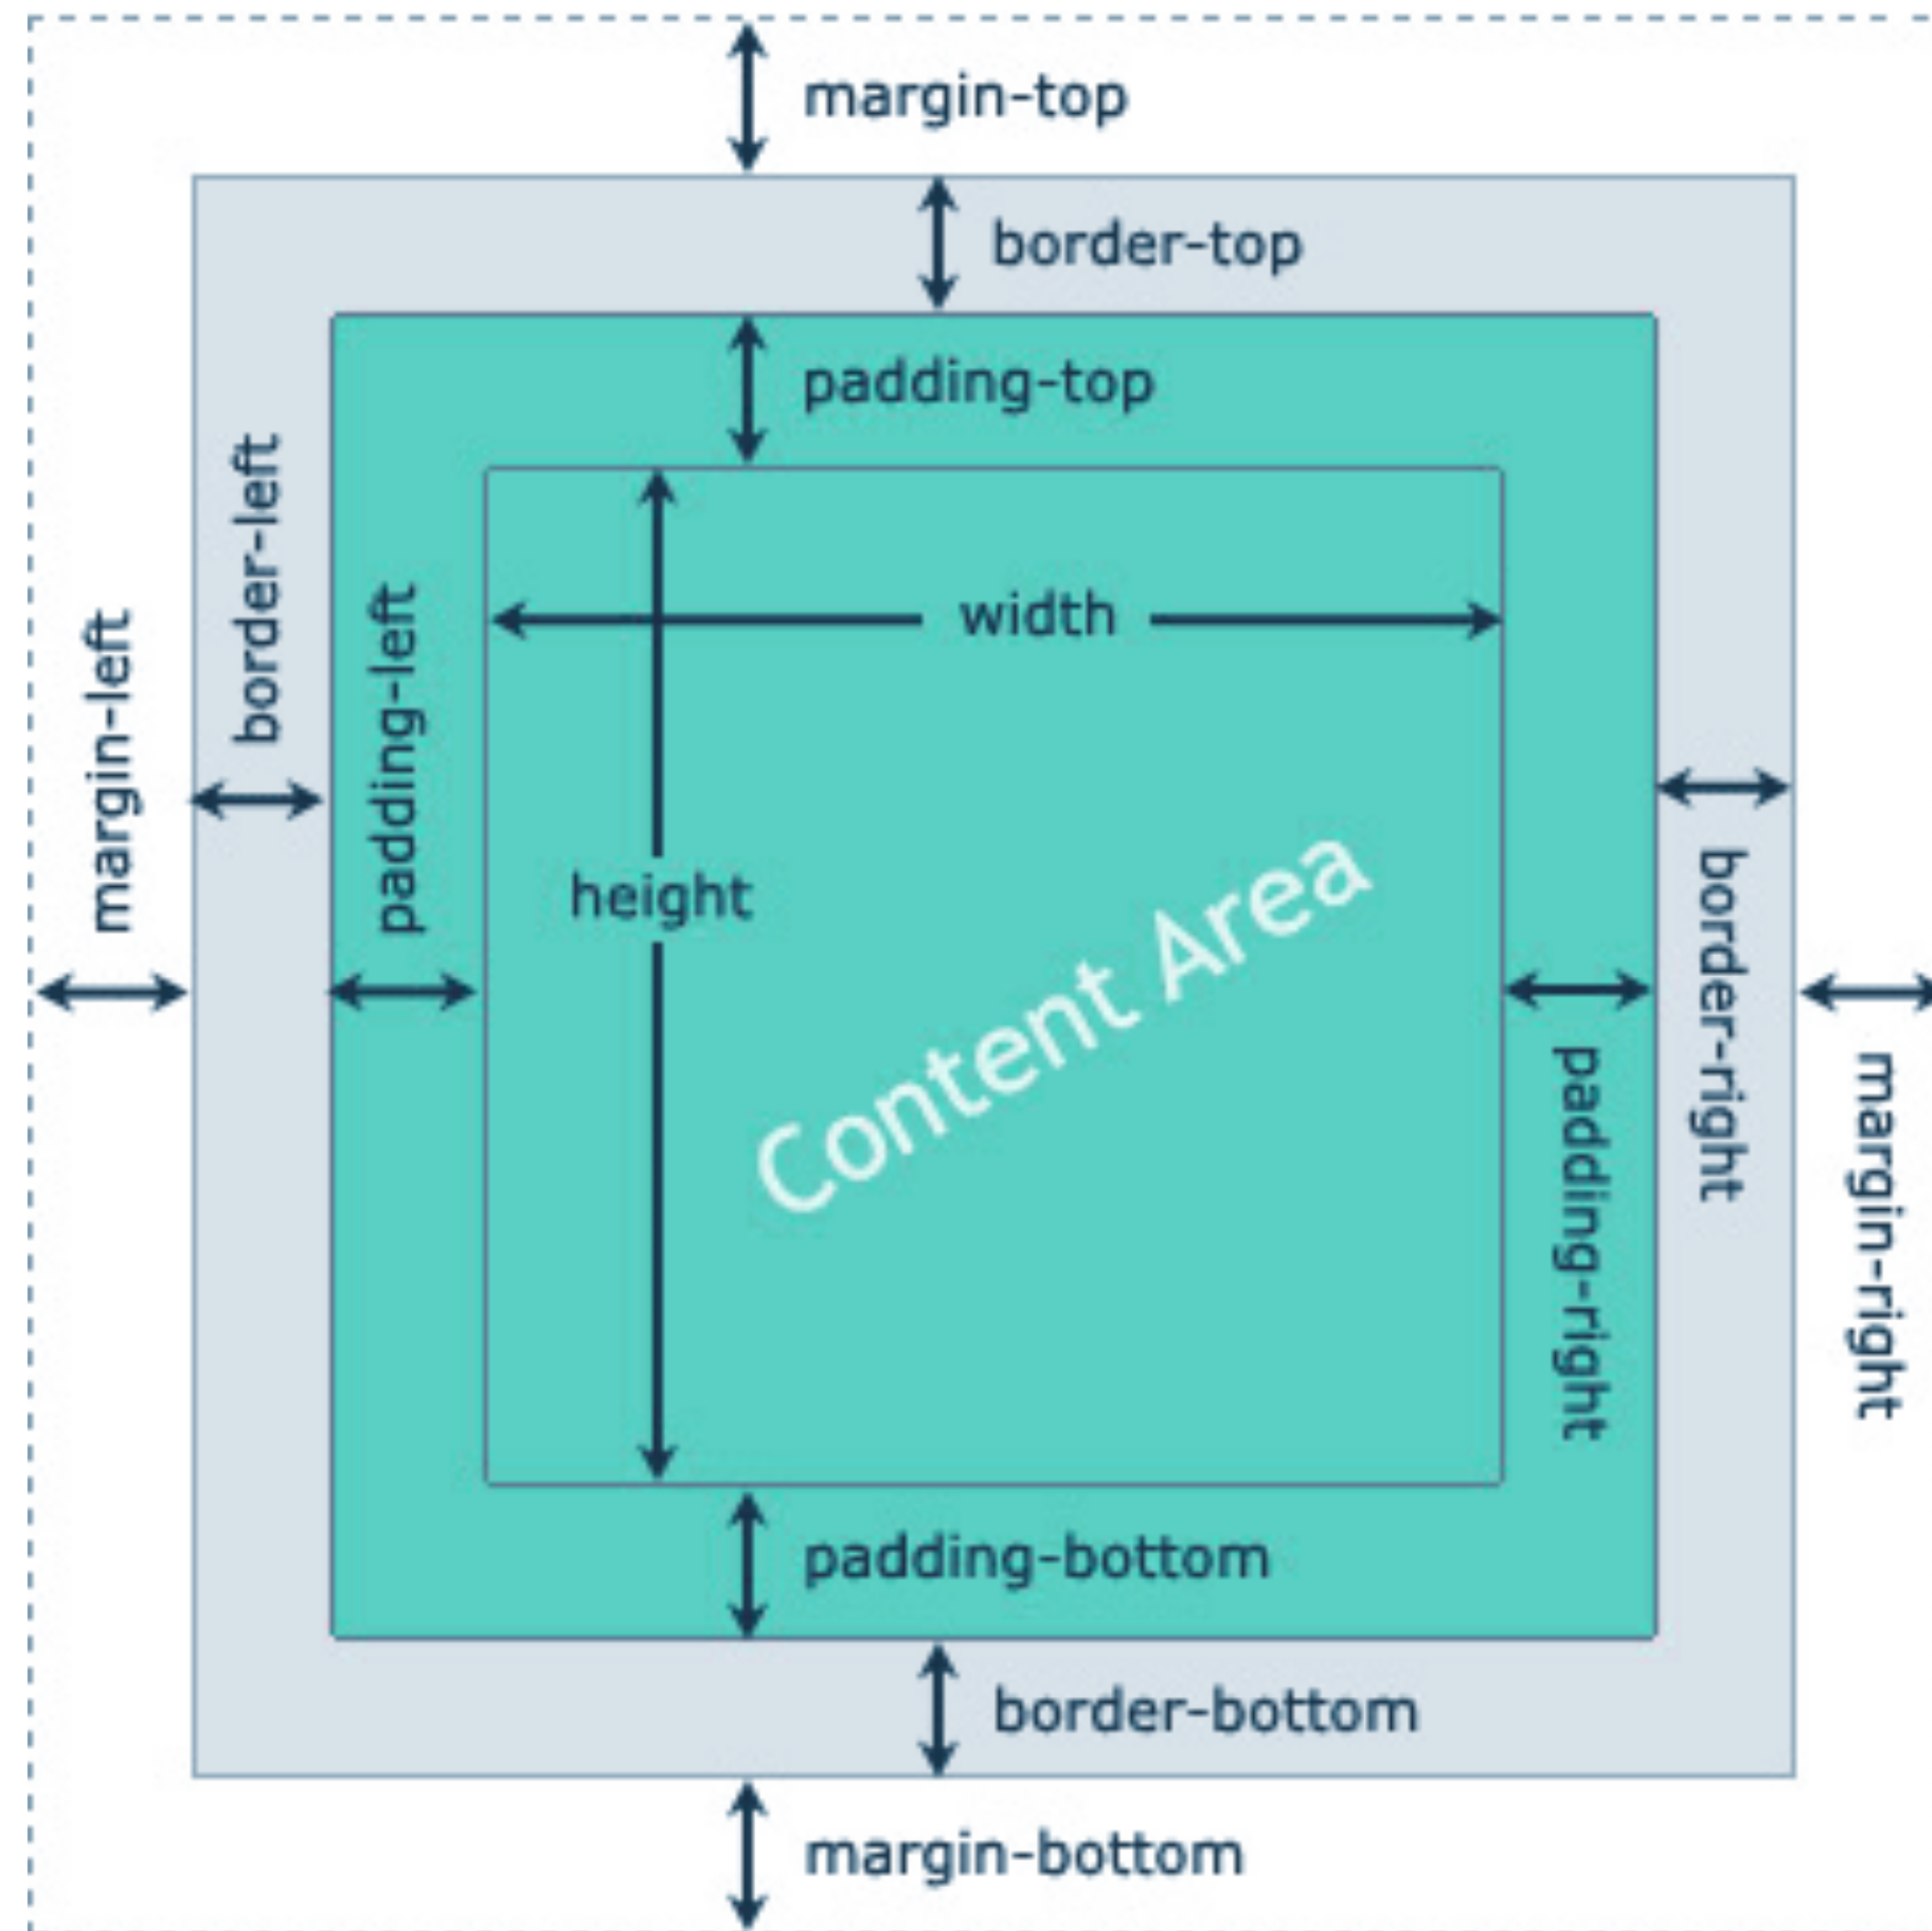 margin-top
border-top
padding-top
border-left
padding-left
margin-left
width
height
Content Area
border-right
padding-right
margin-right
padding-bottom
border-bottom
margin-bottom